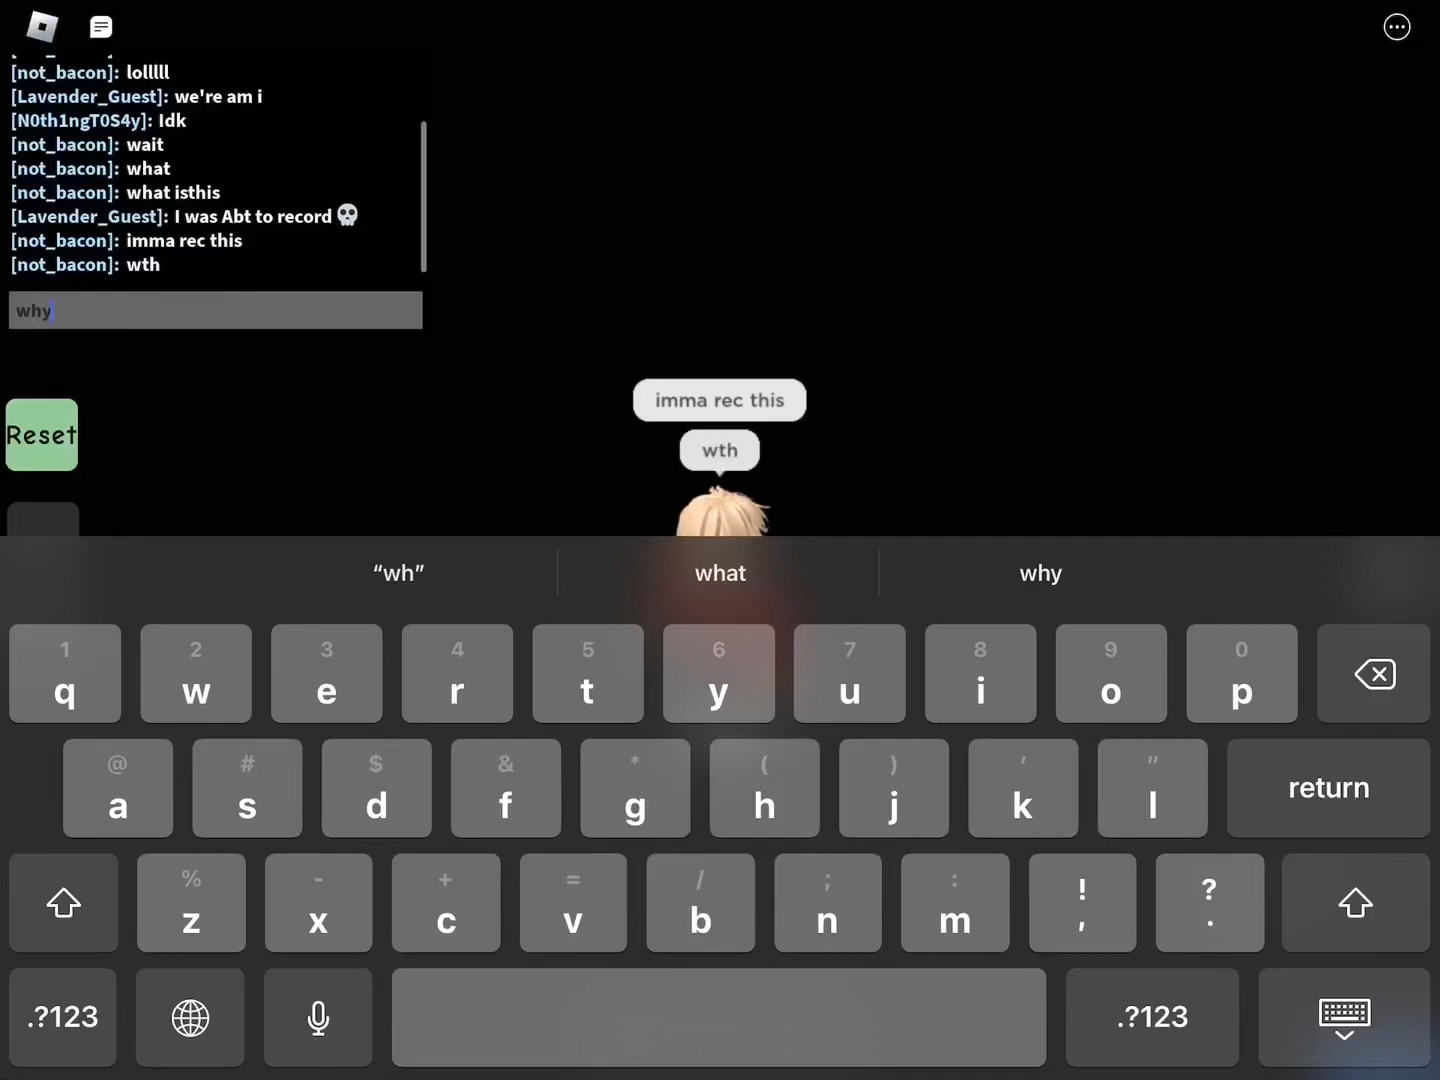 [not_bacon]: lolllll
[Lavender_Guest]: we're am i
[N0th1ngT0S4y]: Idk
[not_bacon]: wait
[not_bacon]: what
[not_bacon]: what isthis
[Lavender_Guest]: I was Abt to record 💀
[not_bacon]: imma rec this
[not_bacon]: wth
why
imma rec this
wth
Reset
“wh” what why
1 2 3 4 5 6 7 8 9 0
q w e r t y u i o p
@ # $ & * ( ) ' "
a s d f g h j k l return
% - + = / ; : ! ?
z x c v b n m , .
.?123 .?123